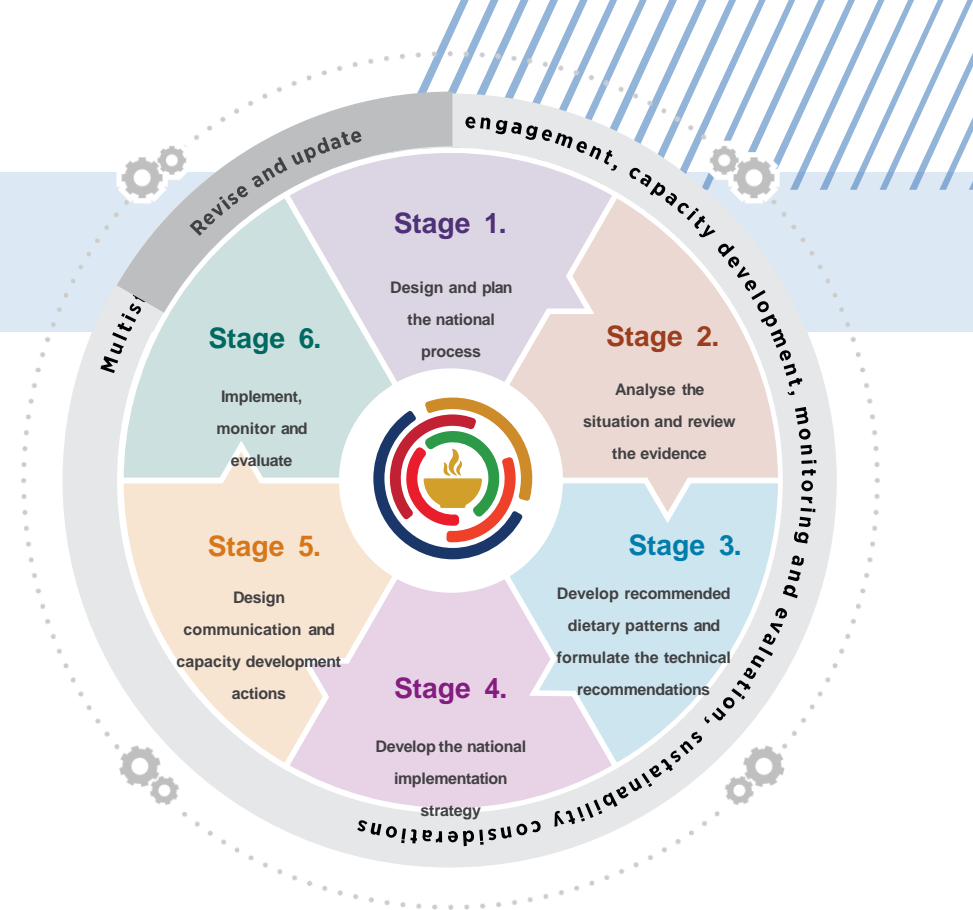 Revise and update
engagement, capacity development, monitoring and evaluation, sustainability considerations
Stage 1.
Design and plan
the national
process
Stage 2.
Analyse the
situation and review
the evidence
Stage 3.
Develop recommended
dietary patterns and
formulate the technical
recommendations
Stage 4.
Develop the national
implementation
strategy
Stage 5.
Design
communication and
capacity development
actions
Stage 6.
Implement,
monitor and
evaluate